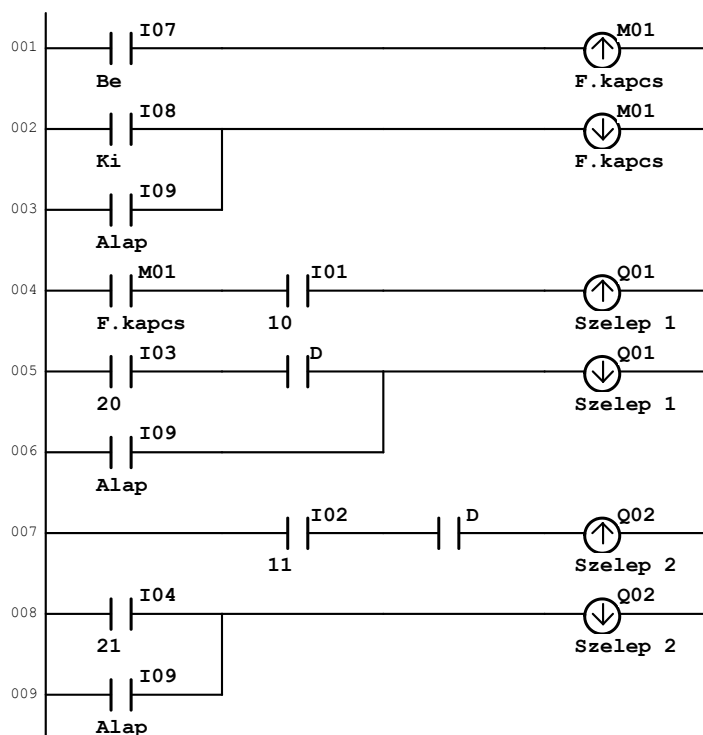 I07 M01
001
Be F.kapcs
I08 M01
002
Ki F.kapcs
I09
003
Alap
M01 I01 Q01
004
F.kapcs 10 Szelep 1
I03 D Q01
005
20 Szelep 1
I09
006
Alap
I02 D Q02
007
11 Szelep 2
I04 Q02
008
21 Szelep 2
I09
009
Alap